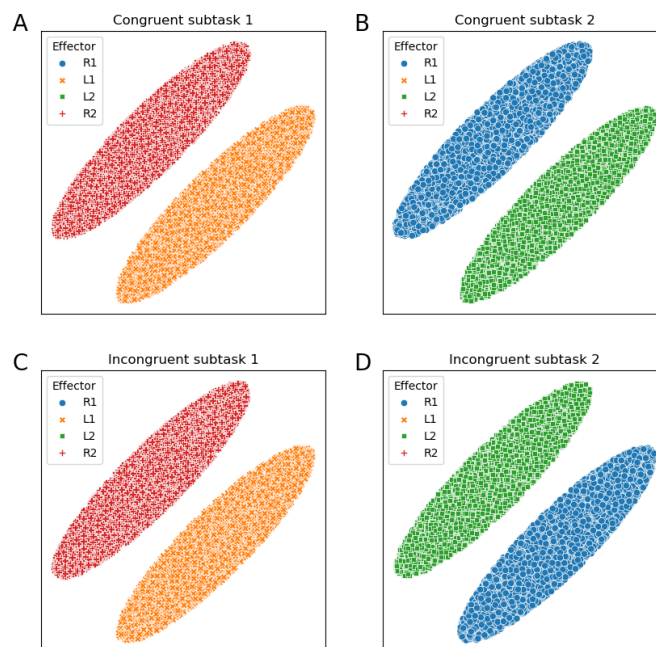 A
Congruent subtask 1
Effector
R1
L1
L2
R2
B
Congruent subtask 2
Effector
R1
L1
L2
R2
C
Incongruent subtask 1
Effector
R1
L1
L2
R2
D
Incongruent subtask 2
Effector
R1
L1
L2
R2